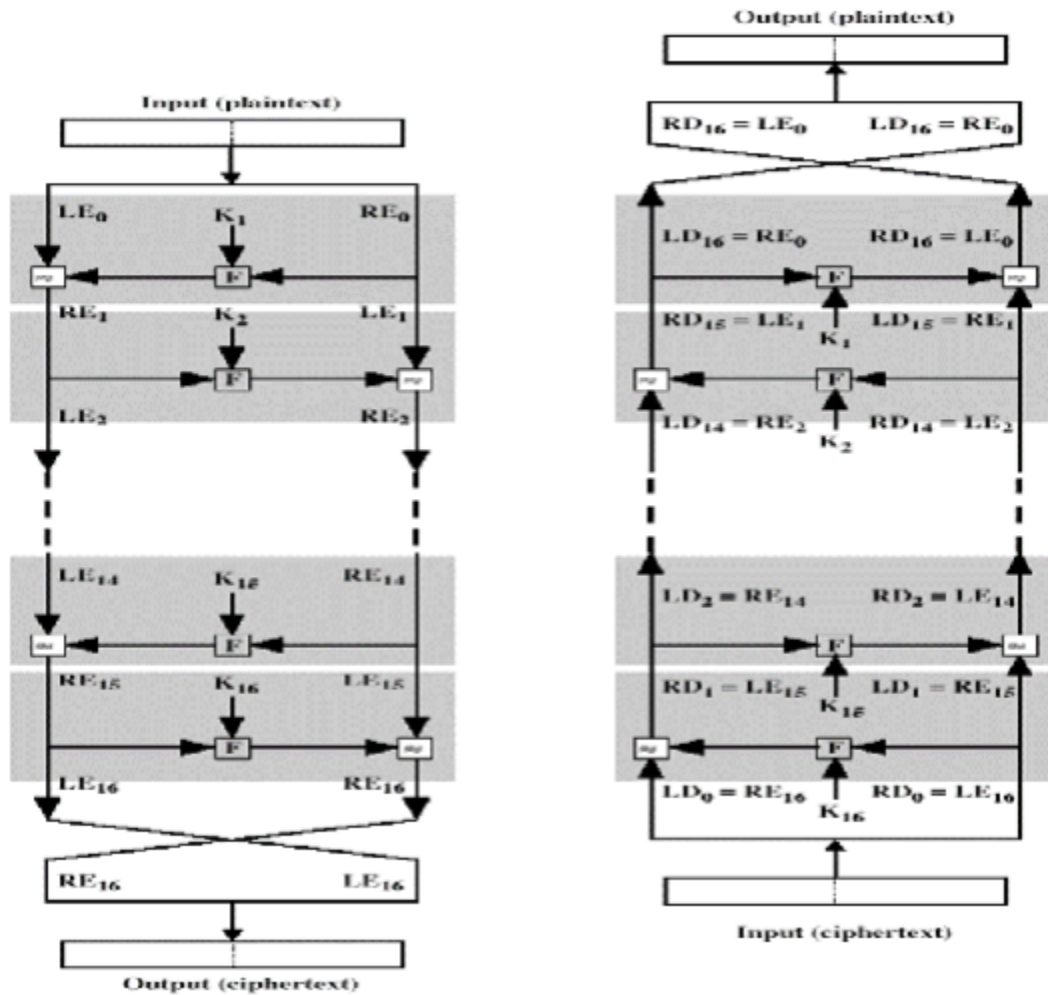 Input (plaintext)
LE0 K1 RE0
F
RE1 K2 LE1
F
LE2 RE2
LE14 K15 RE14
F
RE15 K16 LE15
F
LE16 RE16
RE16 LE16
Output (ciphertext)
Output (plaintext)
RD16 = LE0 LD16 = RE0
LD16 = RE0 RD16 = LE0
F
RD15 = LE1 K1 LD15 = RE1
F
LD14 = RE2 K2 RD14 = LE2
LD2 = RE14 RD2 = LE14
F
RD1 = LE15 K15 LD1 = RE15
F
LD0 = RE16 K16 RD0 = LE16
Input (ciphertext)